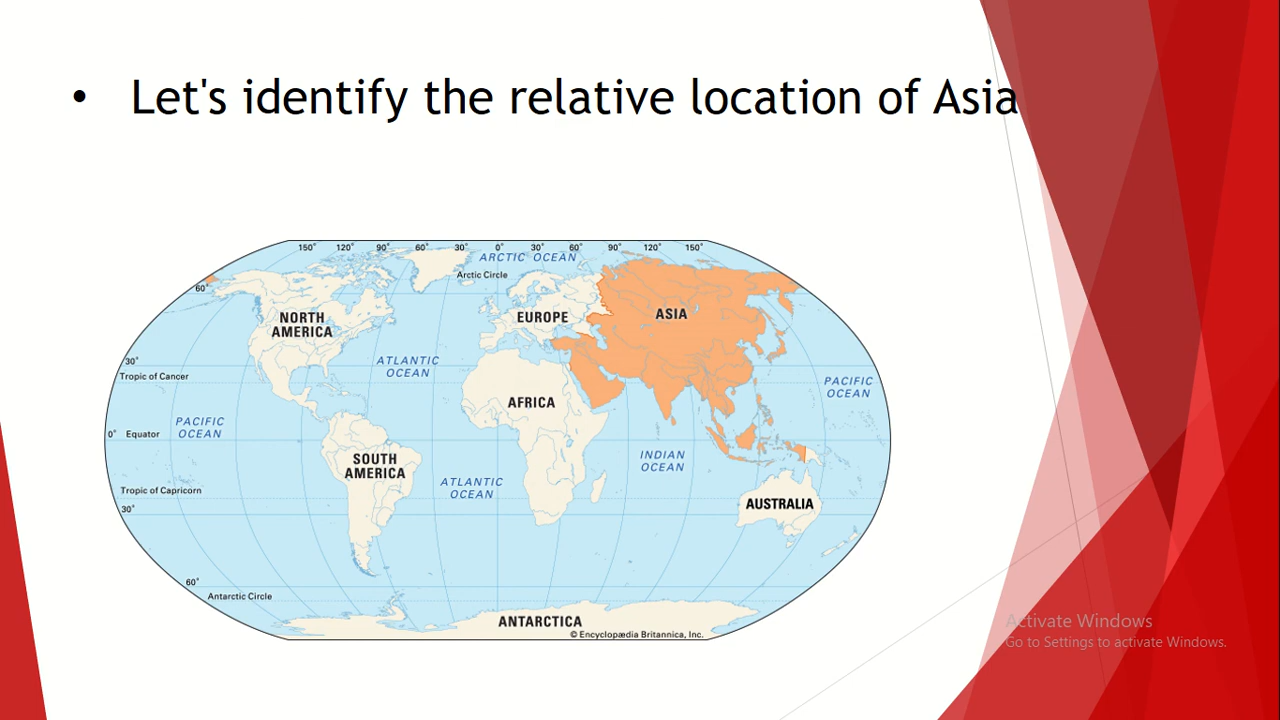 • Let's identify the relative location of Asia
150° 120° 90° 60° 30° 0° 30° 60° 90° 120° 150°
ARCTIC OCEAN
Arctic Circle
60°
NORTH
AMERICA
EUROPE
ASIA
ATLANTIC
OCEAN
30°
Tropic of Cancer
PACIFIC
OCEAN
AFRICA
PACIFIC
OCEAN
0° Equator
INDIAN
OCEAN
SOUTH
AMERICA
ATLANTIC
OCEAN
Tropic of Capricorn
30°
AUSTRALIA
60°
Antarctic Circle
ANTARCTICA
© Encyclopædia Britannica, Inc.
Activate Windows
Go to Settings to activate Windows.